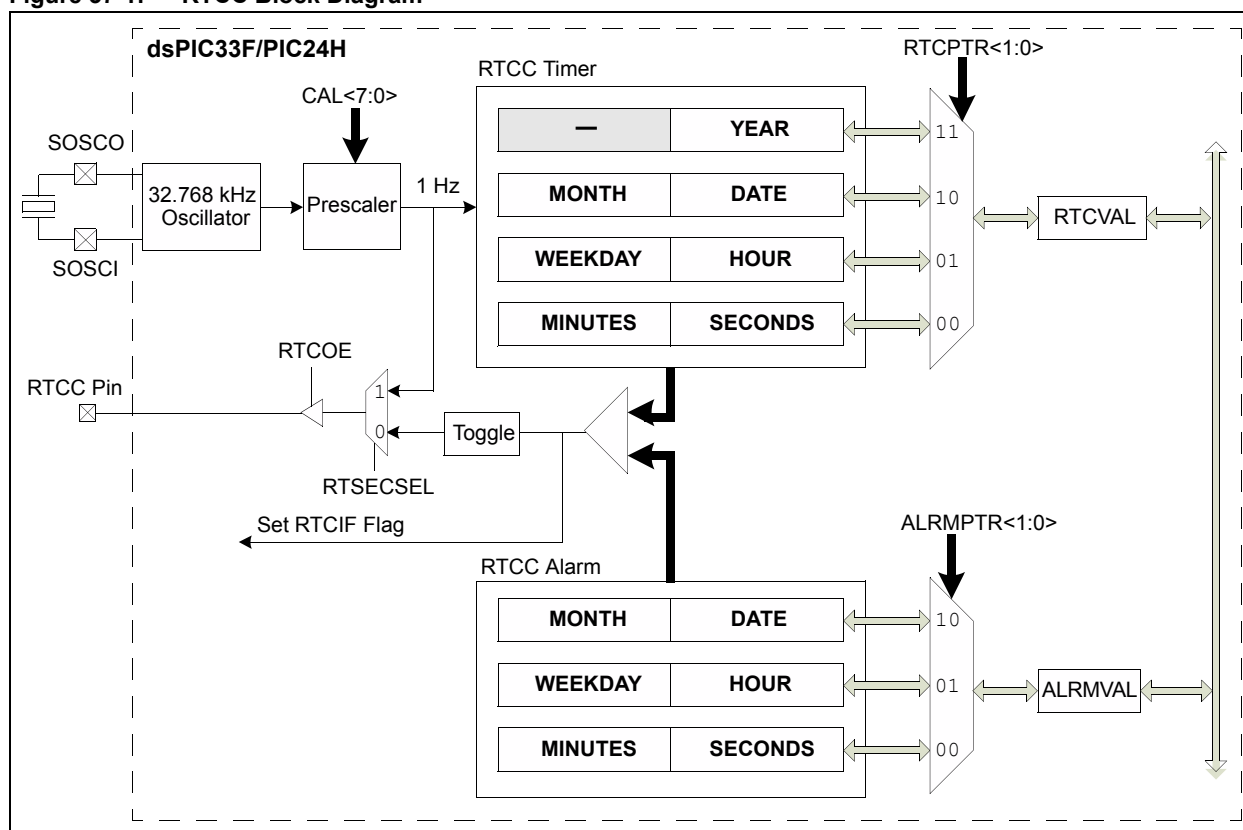 Figure 37-1: RTCC Block Diagram
dsPIC33F/PIC24H
RTCPTR<1:0>
RTCC Timer
CAL<7:0>
— YEAR 11
SOSCO
32.768 kHz
Oscillator
Prescaler
1 Hz
MONTH DATE 10
RTCVAL
SOSCI
WEEKDAY HOUR 01
MINUTES SECONDS 00
RTCOE
RTCC Pin
1
0
Toggle
RTSECSEL
Set RTCIF Flag
ALRMPTR<1:0>
RTCC Alarm
MONTH DATE 10
WEEKDAY HOUR 01
ALRMVAL
MINUTES SECONDS 00